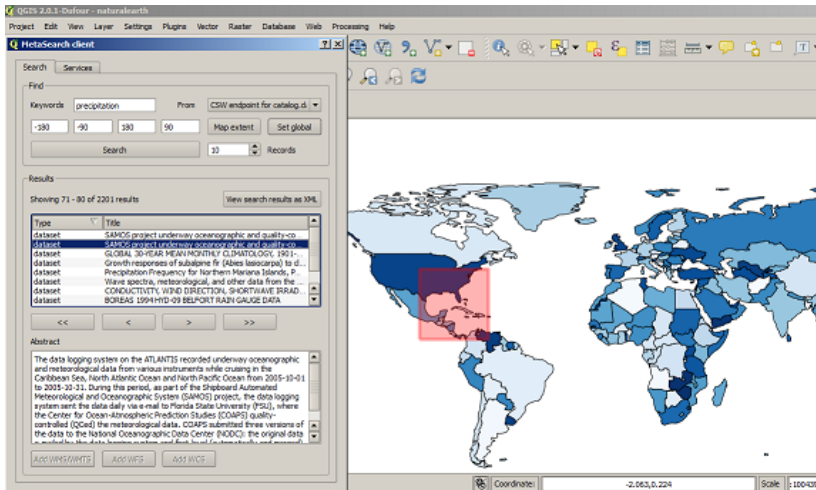 QGIS 2.0.1-Dufour - naturalearth
Project Edit View Layer Settings Plugins Vector Raster Database Web Processing Help
MetaSearch client
Search Services
Find
Keywords precipitation From CSW endpoint for catalog.d
-180 -90 180 90 Map extent Set global
Search 10 Records
Results
Showing 71 - 80 of 2201 results View search results as XML
Type Title
dataset SAMOS project underway oceanographic and quality-co...
dataset SAMOS project underway oceanographic and quality-co
dataset GLOBAL 30-YEAR MEAN MONTHLY CLIMATOLOGY, 1901-...
dataset Growth responses of subalpine fir (Abies lasiocarpa) to d...
dataset Precipitation Frequency for Northern Mariana Islands, P...
dataset Wave spectra, meteorological, and other data from the ...
dataset CONDUCTIVITY, WIND DIRECTION, SHORTWAVE IRRAD...
dataset BOREAS 1994 HYD-09 BELFORT RAIN GAUGE DATA
<< < > >>
Abstract
The data logging system on the ATLANTIS recorded underway oceanographic
and meteorological data from various instruments while cruising in the
Caribbean Sea, North Atlantic Ocean and North Pacific Ocean from 2005-10-01
to 2005-10-31. During this period, as part of the Shipboard Automated
Meteorological and Oceanographic System (SAMOS) project, the data logging
system sent the data daily via e-mail to Florida State University (FSU), where
the Center for Ocean-Atmospheric Prediction Studies (COAPS) quality-
controlled (QCed) the meteorological data. COAPS submitted three versions of
the data to the National Oceanographic Data Center (NODC): the original data
Add WMS/WMTS Add WFS Add WCS
Coordinate: -2.063,0.224 Scale :10043